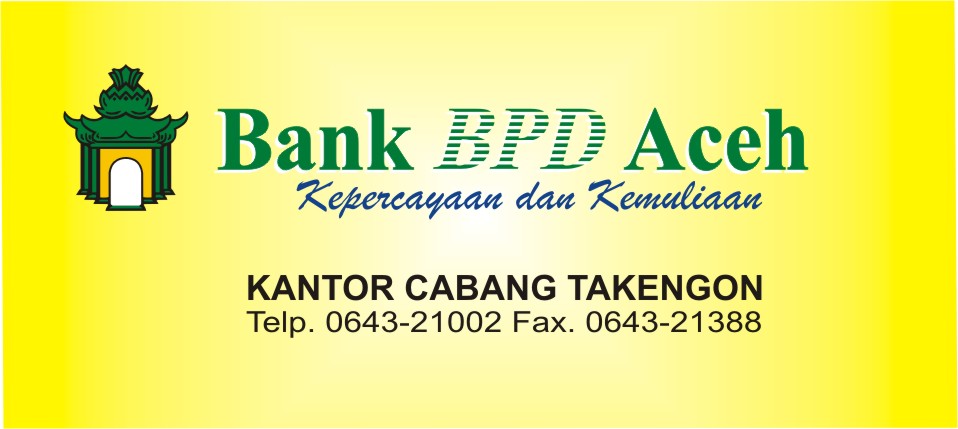 Bank BPD Aceh
Kepercayaan dan Kemuliaan
KANTOR CABANG TAKENGON
Telp. 0643-21002 Fax. 0643-21388